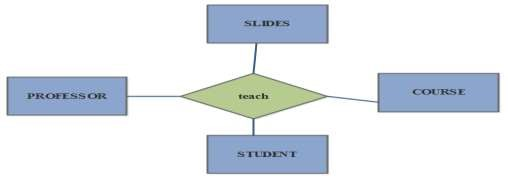 SLIDES
PROFESSOR
teach
COURSE
STUDENT